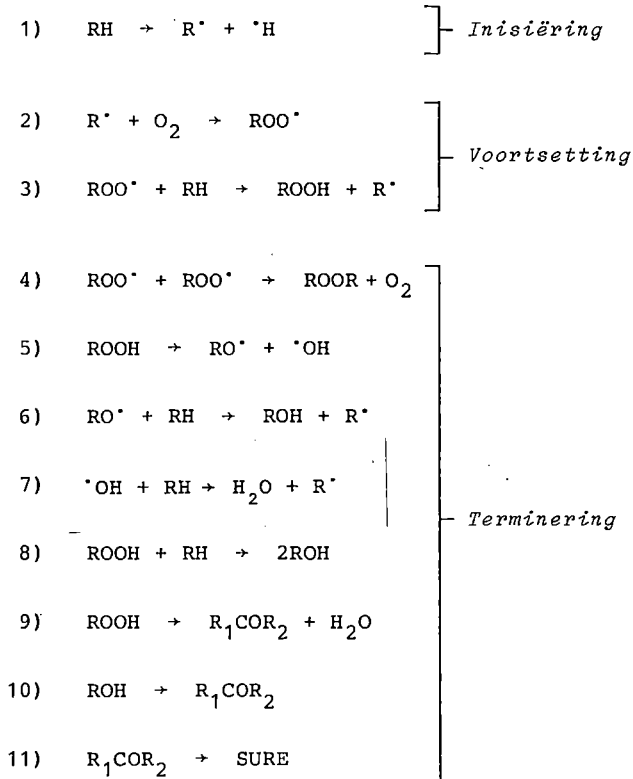 1) RH → R˙ + ˙H Inisiëring
2) R˙ + O₂ → ROO˙
Voortsetting
3) ROO˙ + RH → ROOH + R˙
4) ROO˙ + ROO˙ → ROOR + O₂
5) ROOH → RO˙ + ˙OH
6) RO˙ + RH → ROH + R˙
7) ˙OH + RH → H₂O + R˙
Terminering
8) ROOH + RH → 2ROH
9) ROOH → R₁COR₂ + H₂O
10) ROH → R₁COR₂
11) R₁COR₂ → SURE